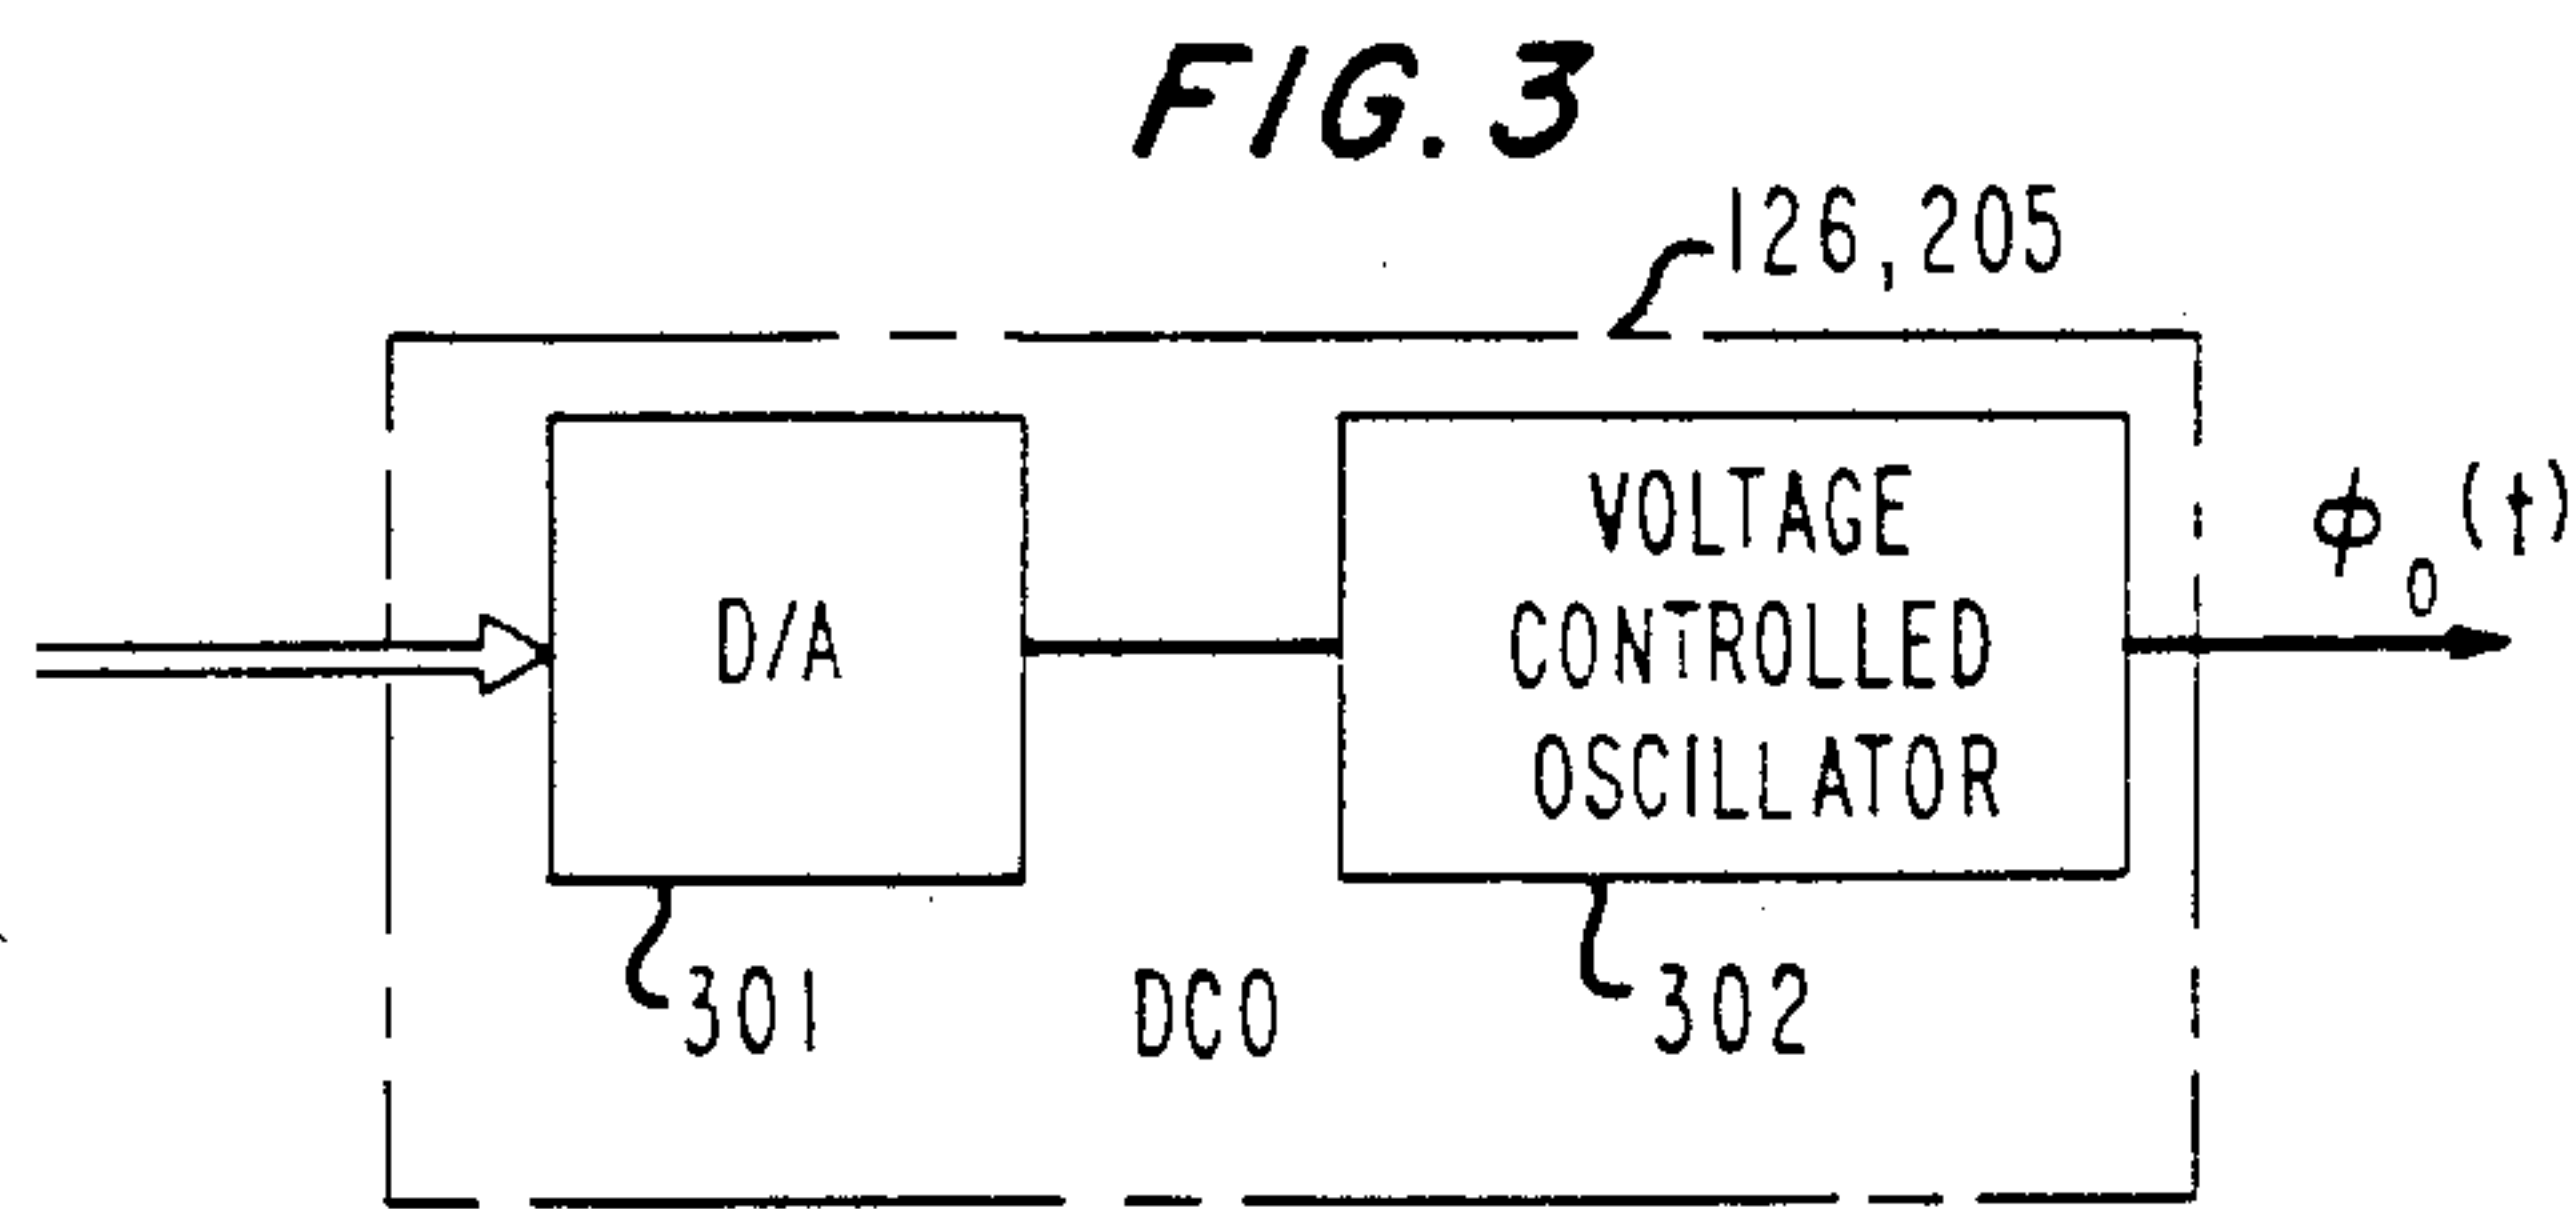 FIG. 3
126, 205
D/A
VOLTAGE
CONTROLLED
OSCILLATOR
ϕ₀(t)
301
DCO
302